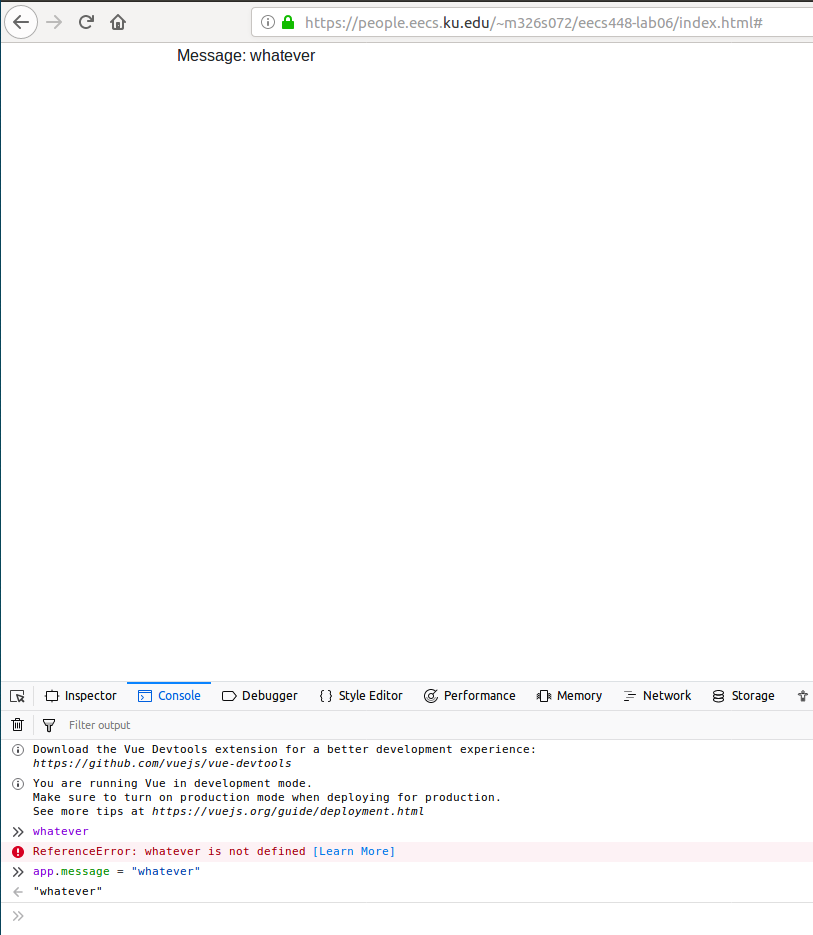 https://people.eecs.ku.edu/~m326s072/eecs448-lab06/index.html#
Message: whatever
Inspector Console Debugger { } Style Editor Performance Memory Network Storage
Filter output
Download the Vue Devtools extension for a better development experience:
https://github.com/vuejs/vue-devtools
You are running Vue in development mode.
Make sure to turn on production mode when deploying for production.
See more tips at https://vuejs.org/guide/deployment.html
whatever
ReferenceError: whatever is not defined [Learn More]
app.message = "whatever"
"whatever"